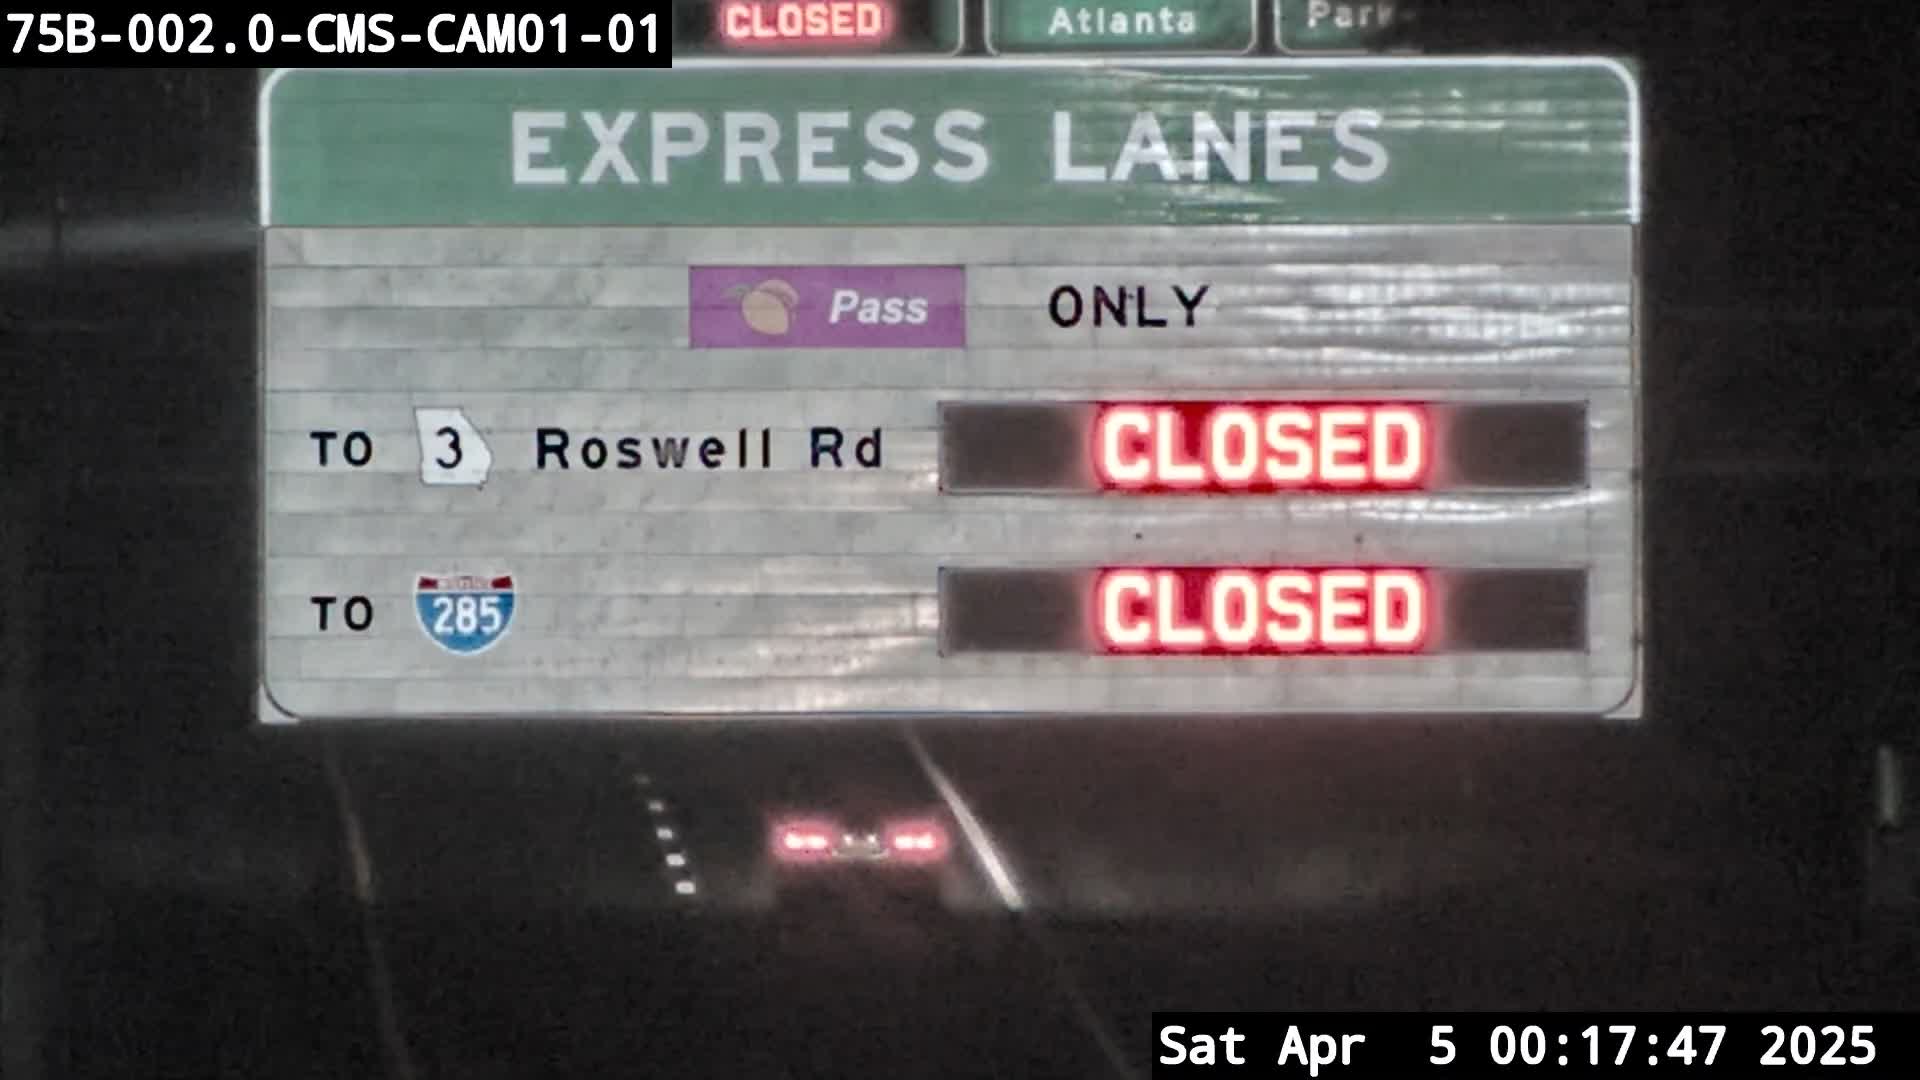 75B-002.0-CMS-CAM01-01
CLOSED
Atlanta
EXPRESS LANES
Pass ONLY
TO 3 Roswell Rd CLOSED
TO 285 CLOSED
Sat Apr 5 00:17:47 2025